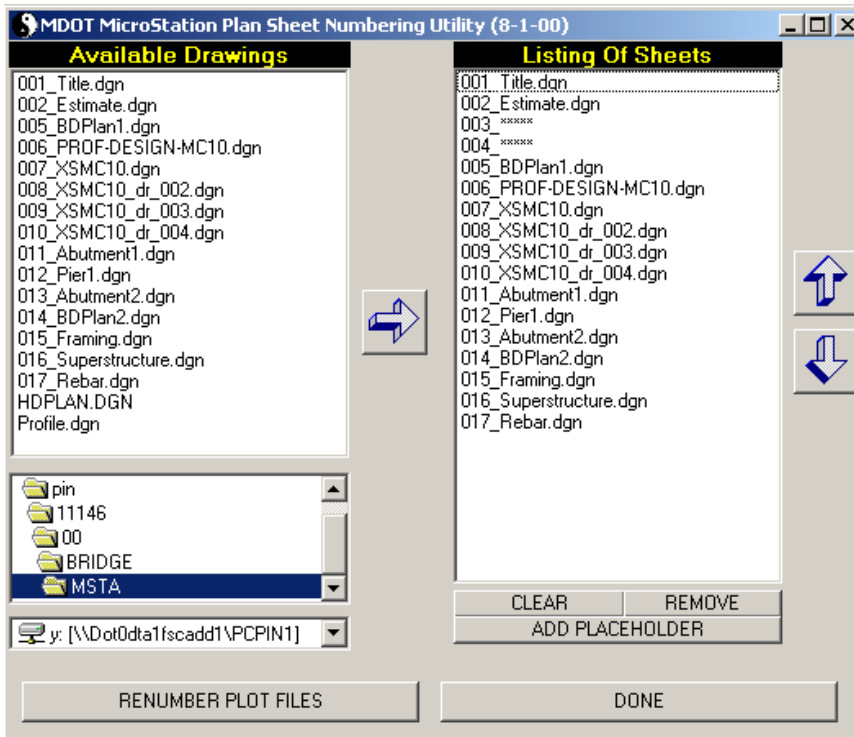 MDOT MicroStation Plan Sheet Numbering Utility (8-1-00)
Available Drawings
001_Title.dgn
002_Estimate.dgn
005_BDPlan1.dgn
006_PROF-DESIGN-MC10.dgn
007_XSMC10.dgn
008_XSMC10_dr_002.dgn
009_XSMC10_dr_003.dgn
010_XSMC10_dr_004.dgn
011_Abutment1.dgn
012_Pier1.dgn
013_Abutment2.dgn
014_BDPlan2.dgn
015_Framing.dgn
016_Superstructure.dgn
017_Rebar.dgn
HDPLAN.DGN
Profile.dgn
pin
11146
00
BRIDGE
MSTA
y: [\\Dot0dta1fscadd1\PCPIN1]
Listing Of Sheets
001_Title.dgn
002_Estimate.dgn
003_*****
004_*****
005_BDPlan1.dgn
006_PROF-DESIGN-MC10.dgn
007_XSMC10.dgn
008_XSMC10_dr_002.dgn
009_XSMC10_dr_003.dgn
010_XSMC10_dr_004.dgn
011_Abutment1.dgn
012_Pier1.dgn
013_Abutment2.dgn
014_BDPlan2.dgn
015_Framing.dgn
016_Superstructure.dgn
017_Rebar.dgn
CLEAR REMOVE
ADD PLACEHOLDER
RENUMBER PLOT FILES DONE